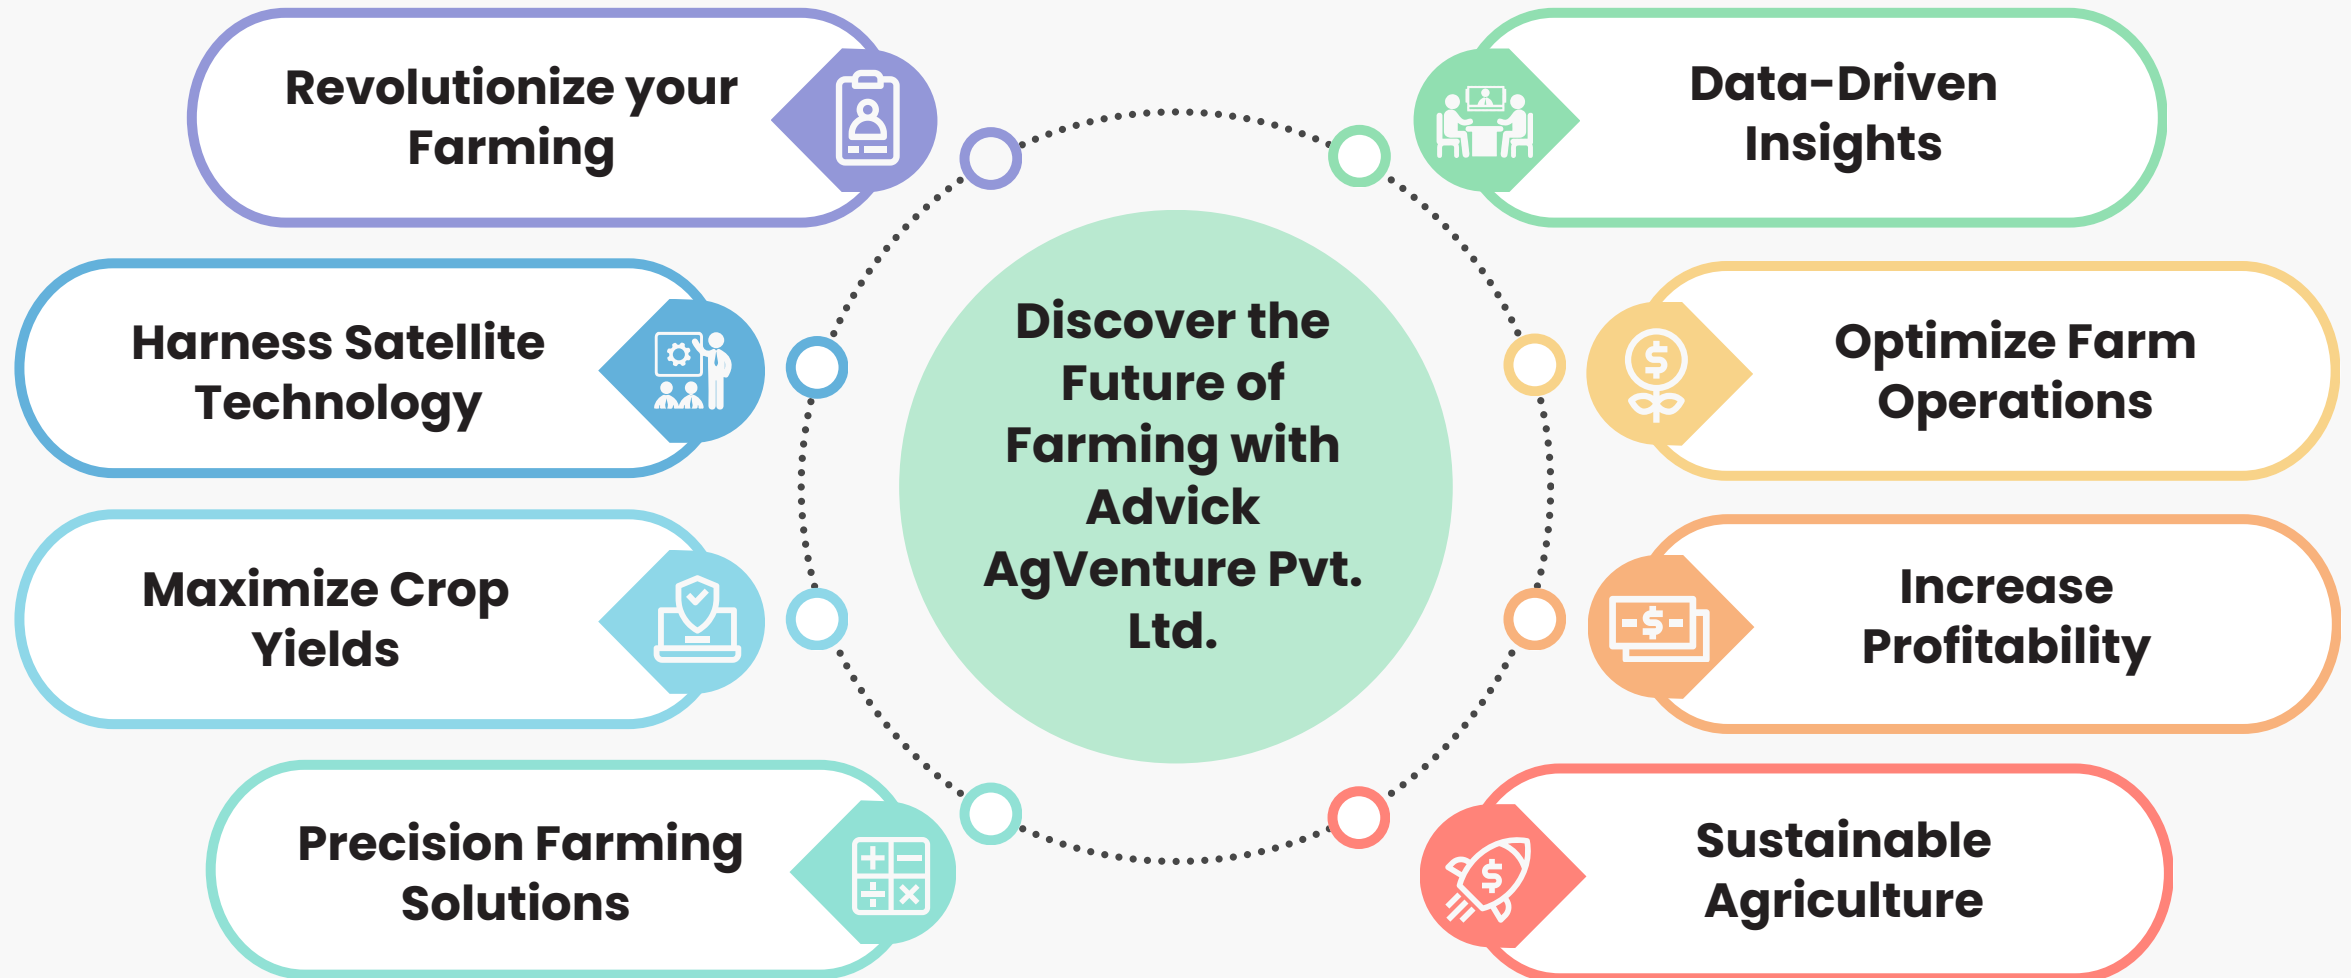 Revolutionize your
Farming
Harness Satellite
Technology
Maximize Crop
Yields
Precision Farming
Solutions
Discover the
Future of
Farming with
Advick
AgVenture Pvt.
Ltd.
Data-Driven
Insights
Optimize Farm
Operations
Increase
Profitability
Sustainable
Agriculture